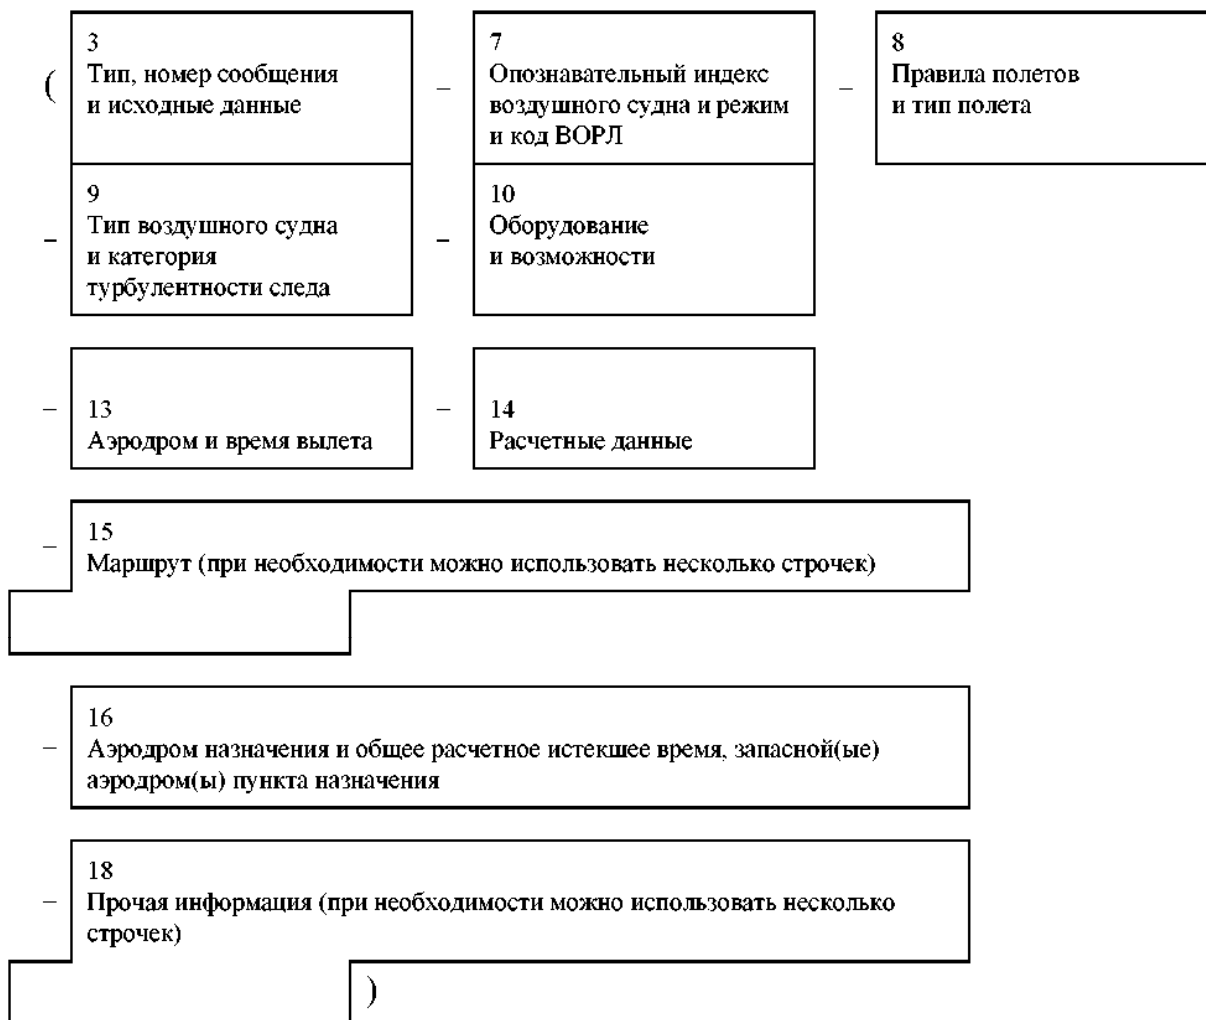 3
Тип, номер сообщения
и исходные данные
(
–
7
Опознавательный индекс
воздушного судна и режим
и код ВОРЛ
–
8
Правила полетов
и тип полета
–
9
Тип воздушного судна
и категория
турбулентности следа
–
10
Оборудование
и возможности
–
13
Аэродром и время вылета
–
14
Расчетные данные
–
15
Маршрут (при необходимости можно использовать несколько строчек)
–
16
Аэродром назначения и общее расчетное истекшее время, запасной(ые)
аэродром(ы) пункта назначения
–
18
Прочая информация (при необходимости можно использовать несколько
строчек)
)